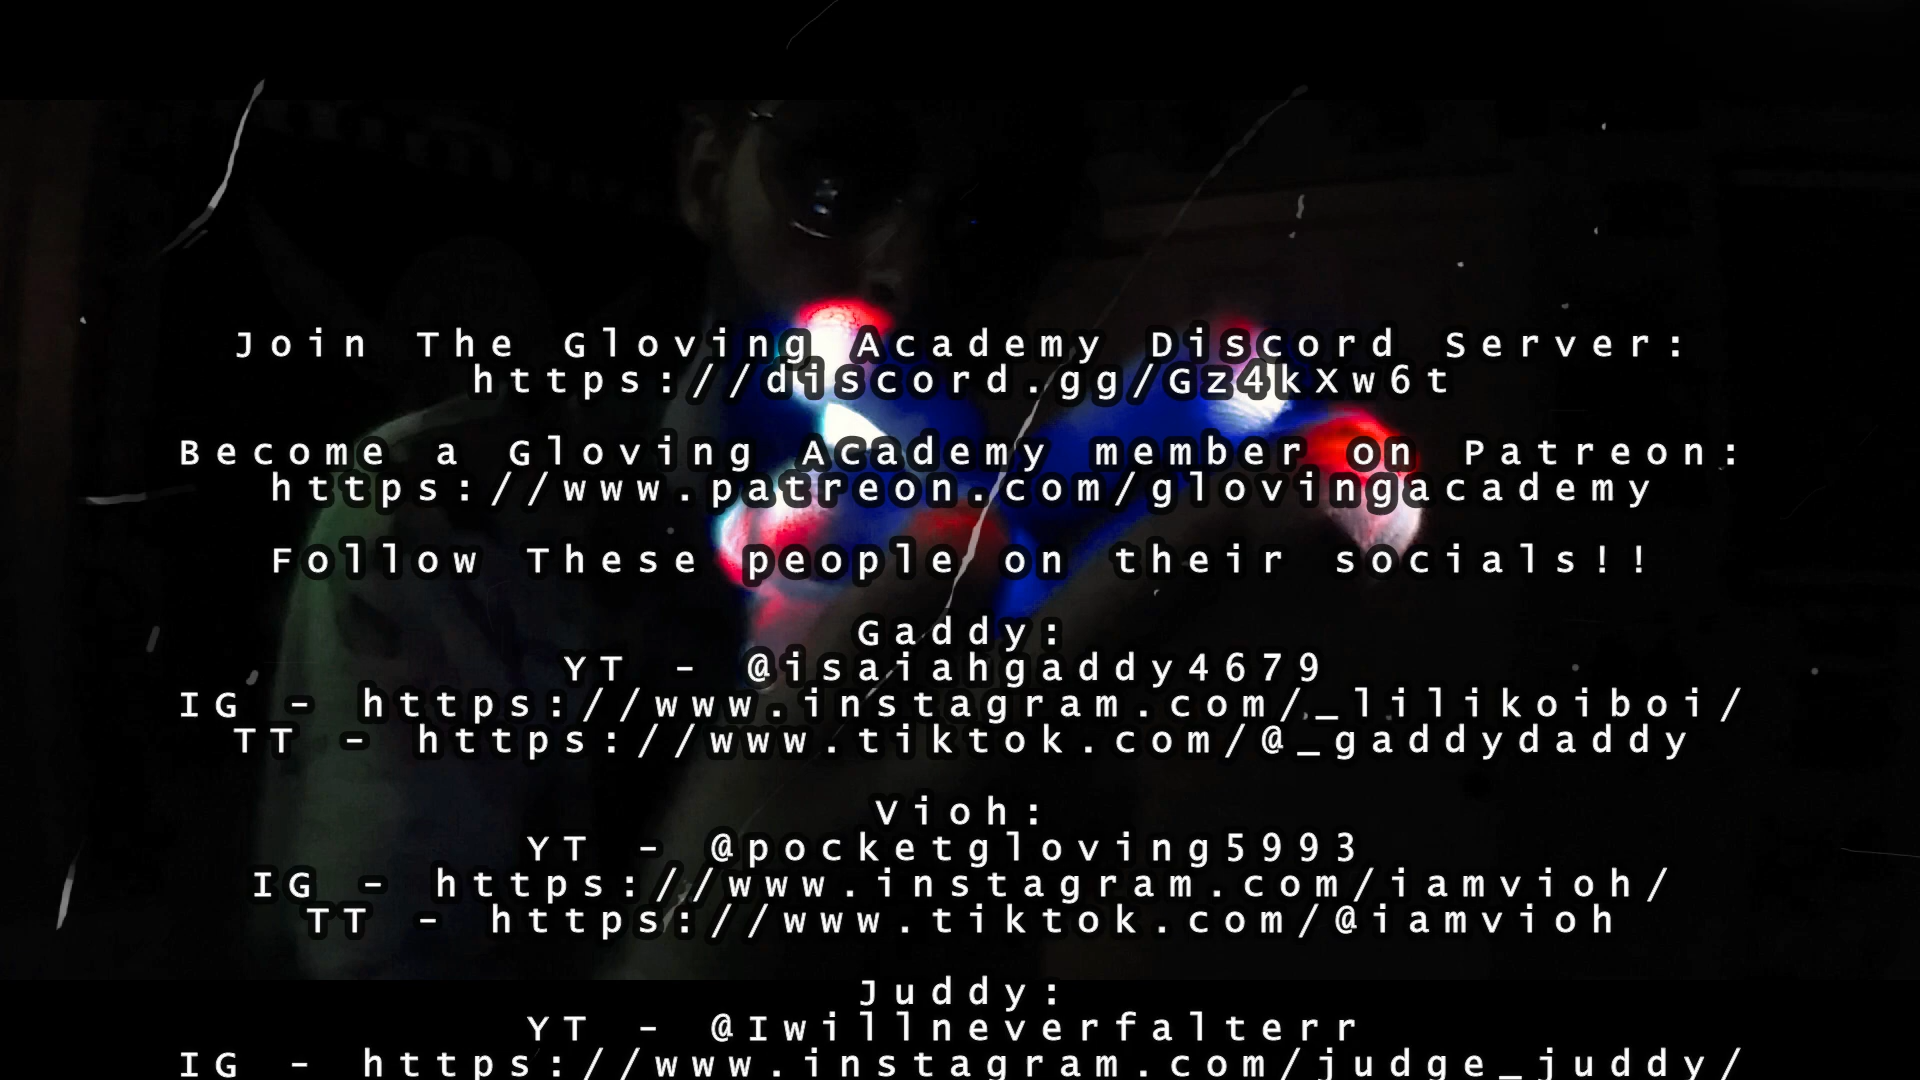 Join The Gloving Academy Discord Server:
https://discord.gg/Gz4kXw6t
Become a Gloving Academy member on Patreon:
https://www.patreon.com/glovingacademy
Follow These people on their socials!!
Gaddy:
YT - @isaiahgaddy4679
IG - https://www.instagram.com/_lilikoiboi/
TT - https://www.tiktok.com/@_gaddydaddy
Vioh:
YT - @pocketgloving5993
IG - https://www.instagram.com/iamvioh/
TT - https://www.tiktok.com/@iamvioh
Juddy:
YT - @Iwillneverfalterr
IG - https://www.instagram.com/judge_juddy/